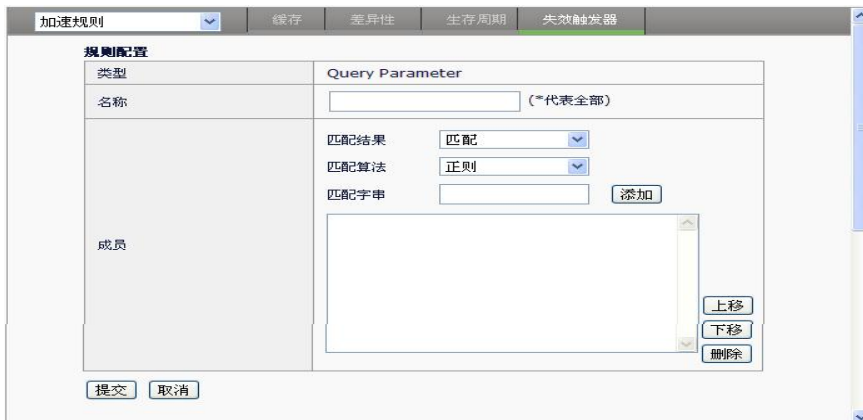 加速规则 缓存 差异性 生存周期 失效触发器
规则配置
类型 Query Parameter
名称 (*代表全部)
匹配结果 匹配
匹配算法 正则
匹配字串 添加
成员
上移
下移
删除
提交 取消